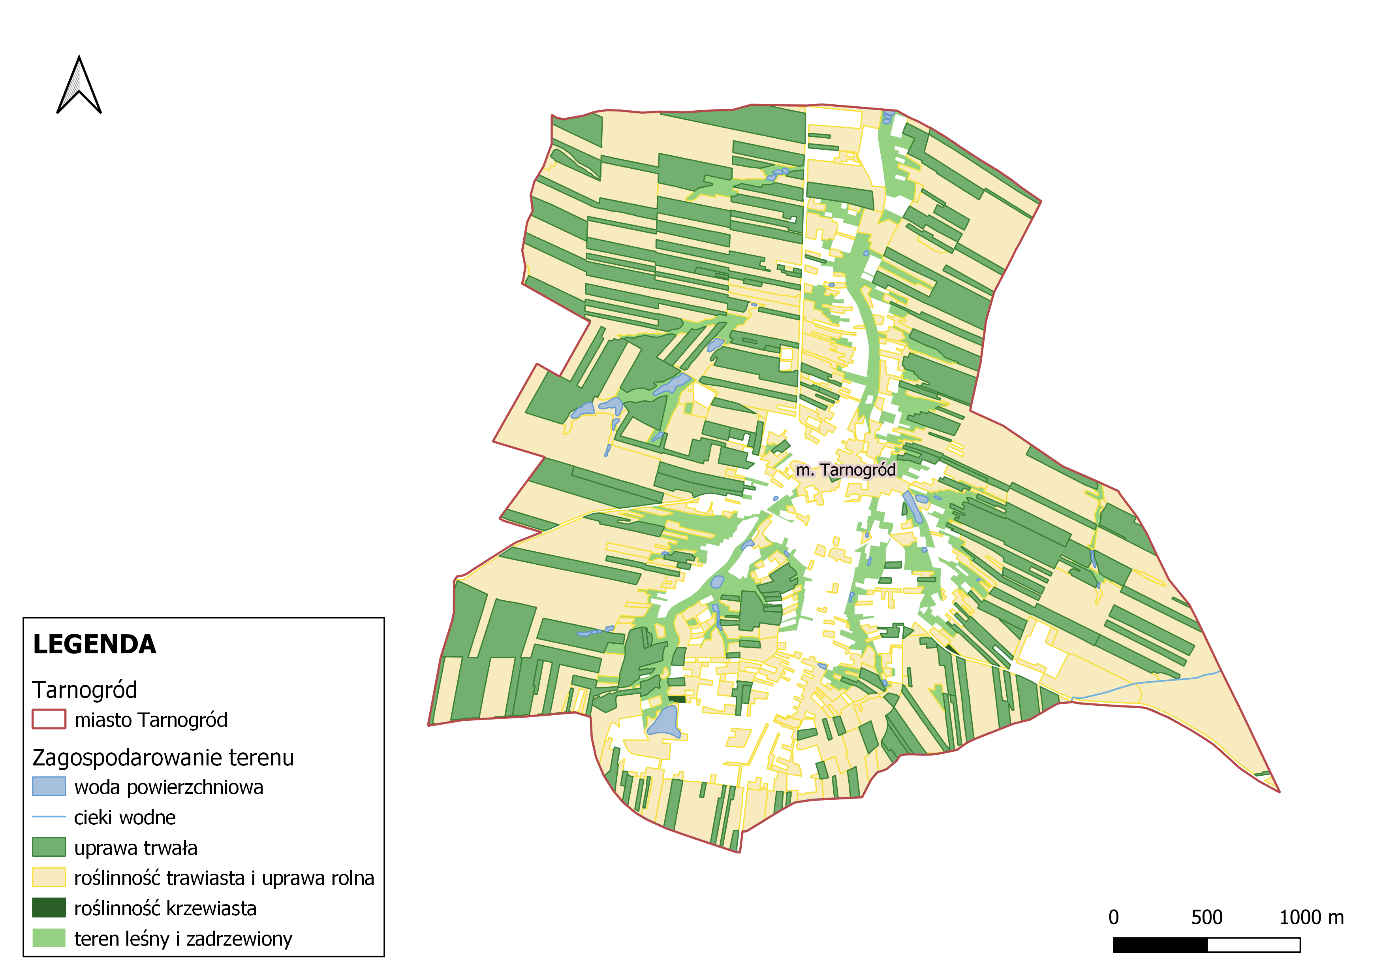 m. Tarnogród
LEGENDA
Tarnogród
miasto Tarnogród
Zagospodarowanie terenu
woda powierzchniowa
cieki wodne
uprawa trwała
roślinność trawiasta i uprawa rolna
roślinność krzewiasta
teren leśny i zadrzewiony
0 500 1000 m